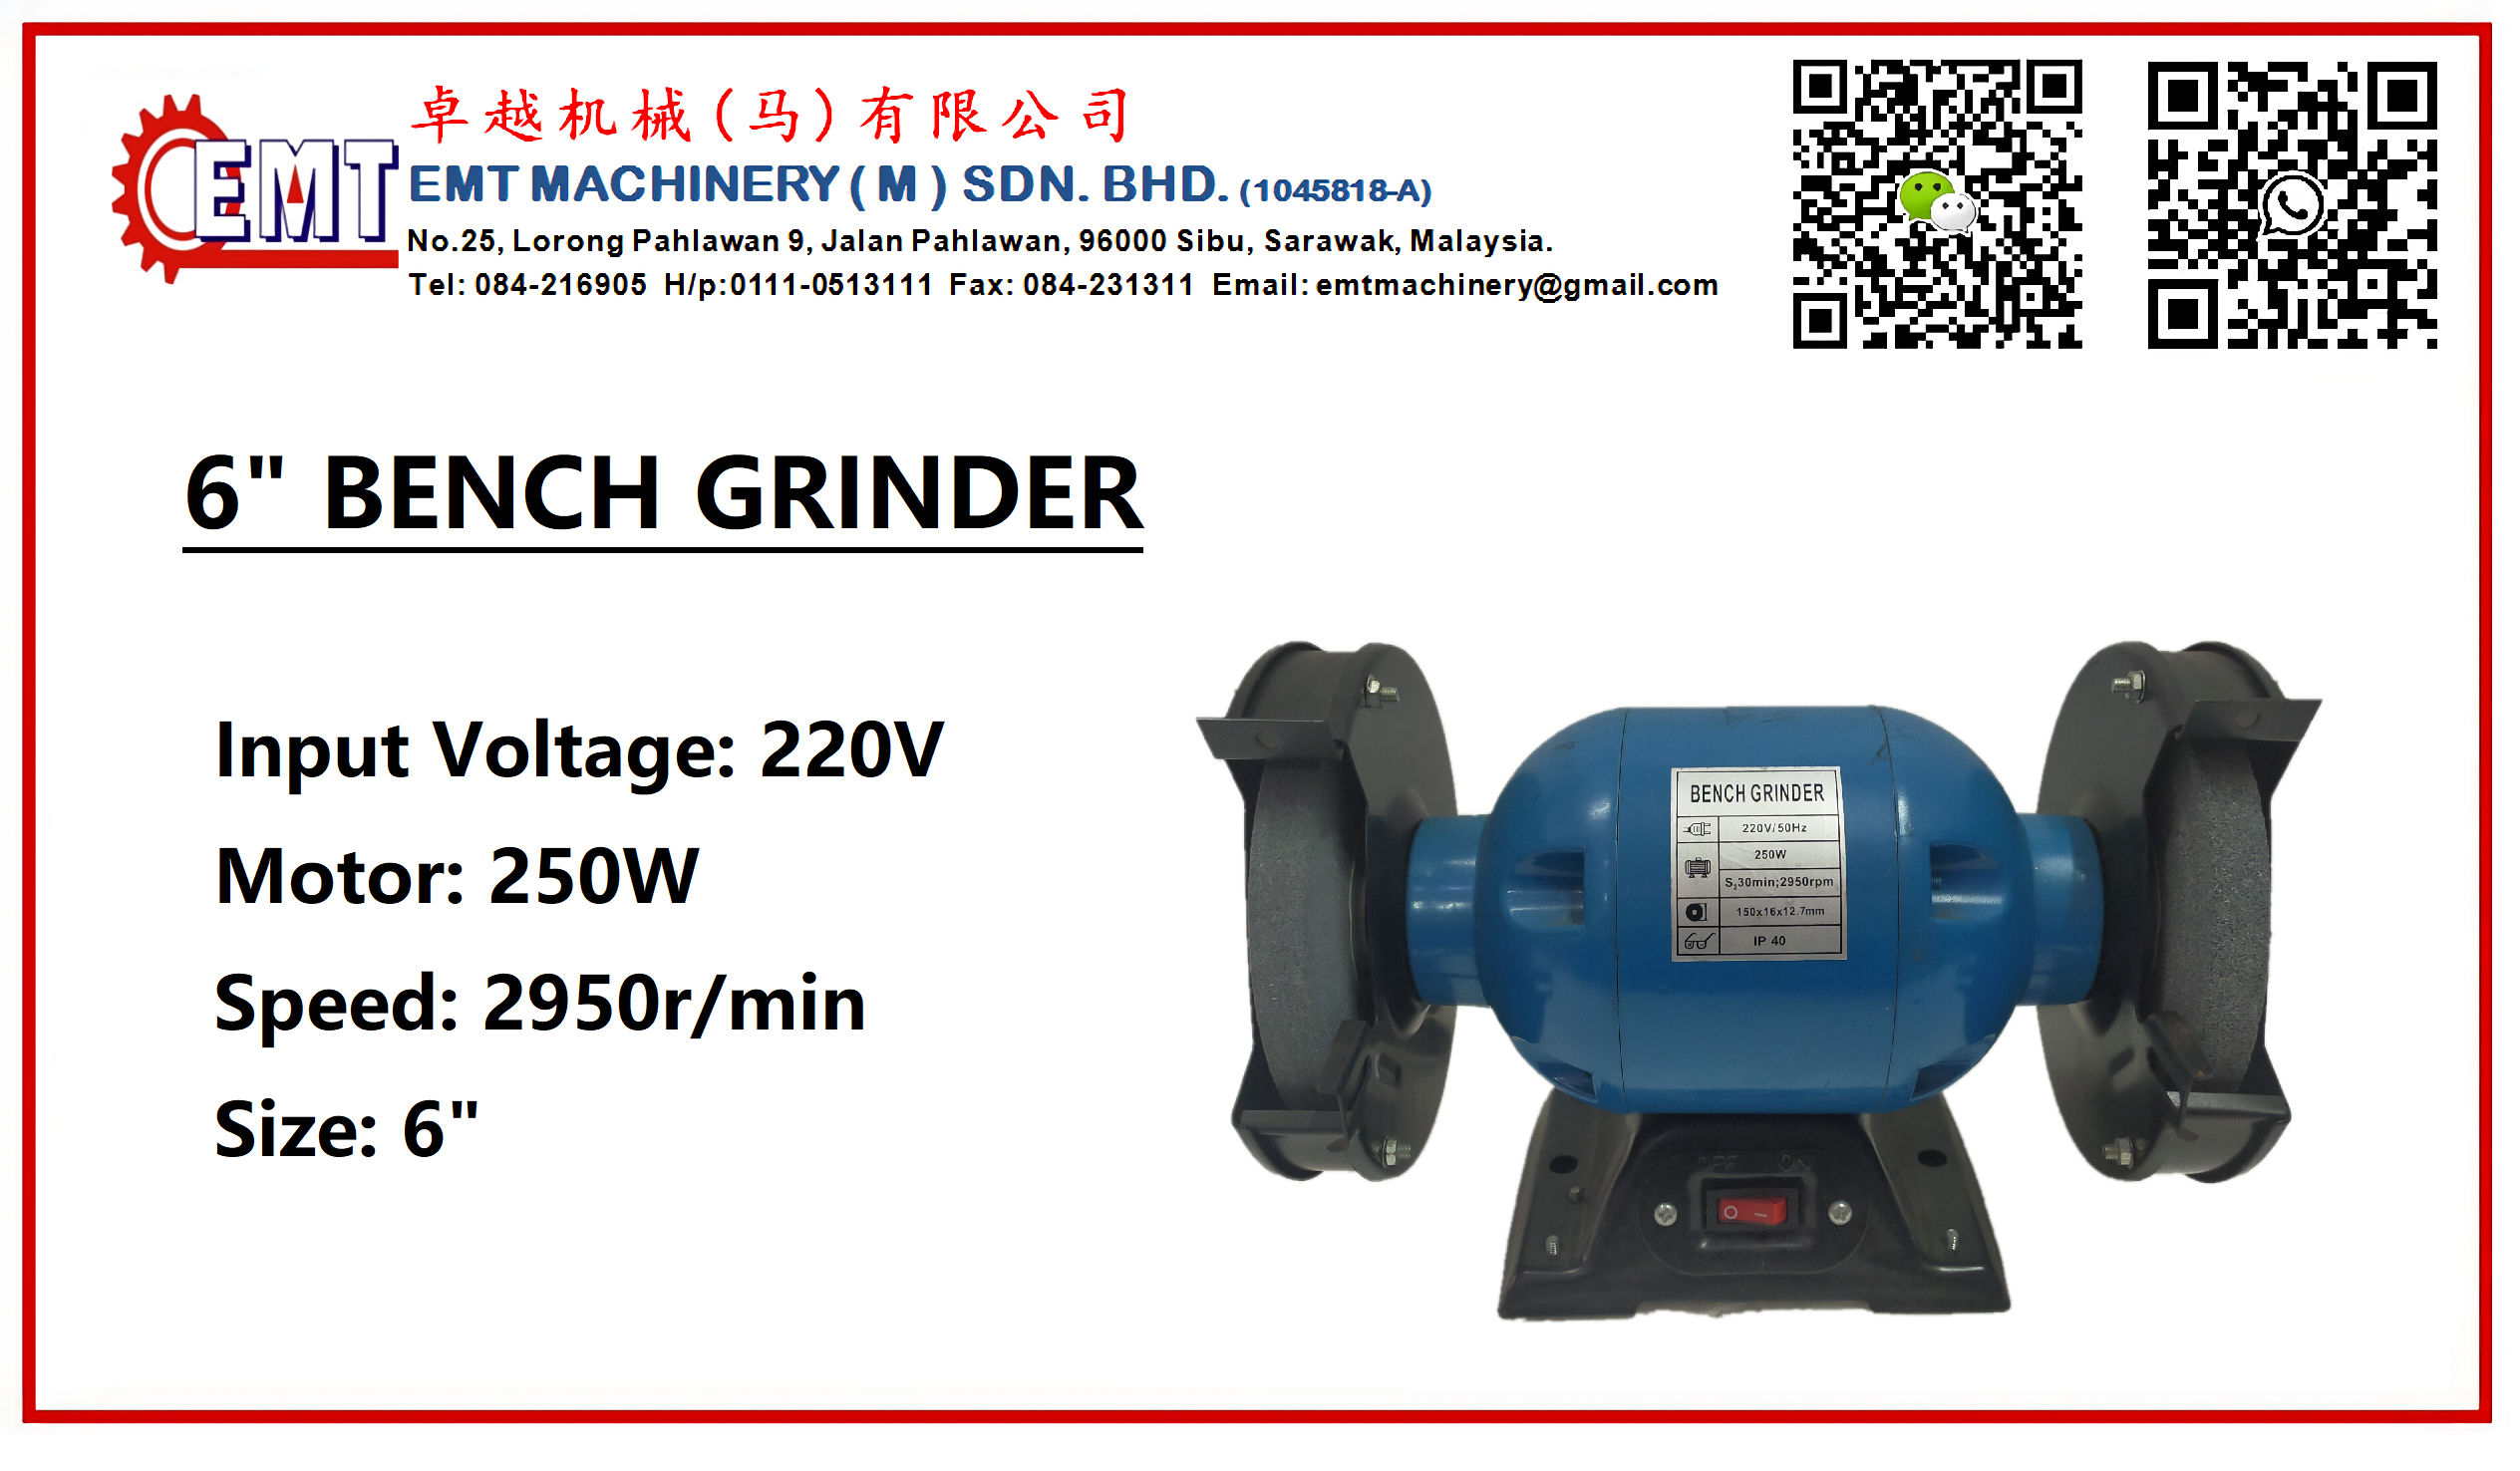 EMT
卓越机械(马)有限公司
EMT MACHINERY ( M ) SDN. BHD. (1045818-A)
No.25, Lorong Pahlawan 9, Jalan Pahlawan, 96000 Sibu, Sarawak, Malaysia.
Tel: 084-216905 H/p:0111-0513111 Fax: 084-231311 Email: emtmachinery@gmail.com
6" BENCH GRINDER
Input Voltage: 220V
Motor: 250W
Speed: 2950r/min
Size: 6"
BENCH GRINDER
220V/50Hz
250W
S₂30min;2950rpm
150x16x12.7mm
IP 40
OFF ON